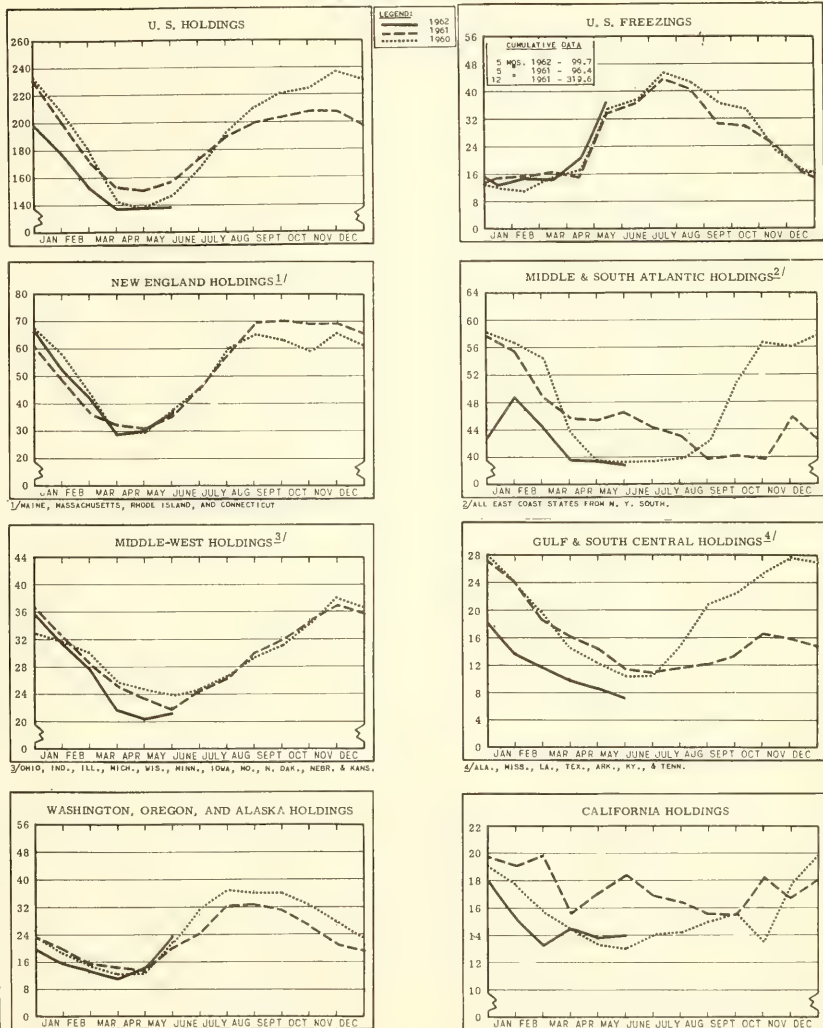 LEGEND:
1962
1961
1960
U. S. HOLDINGS
260
240
220
200
180
160
140
0
JAN FEB MAR APR MAY JUNE JULY AUG SEPT OCT NOV DEC
U. S. FREEZINGS
CUMULATIVE DATA
5 MOS. 1962 - 99.7
5 " 1961 - 96.4
12 " 1961 - 319.6
56
48
40
32
24
16
8
0
JAN FEB MAR APR MAY JUNE JULY AUG SEPT OCT NOV DEC
NEW ENGLAND HOLDINGS 1/
80
70
60
50
40
30
20
0
JAN FEB MAR APR MAY JUNE JULY AUG SEPT OCT NOV DEC
1/MAINE, MASSACHUSETTS, RHODE ISLAND, AND CONNECTICUT
MIDDLE & SOUTH ATLANTIC HOLDINGS 2/
64
60
56
52
48
44
40
0
JAN FEB MAR APR MAY JUNE JULY AUG SEPT OCT NOV DEC
2/ALL EAST COAST STATES FROM N. Y. SOUTH.
MIDDLE-WEST HOLDINGS 3/
44
40
36
32
28
24
20
0
JAN FEB MAR APR MAY JUNE JULY AUG SEPT OCT NOV DEC
3/OHIO, IND., ILL., MICH., WIS., MINN., IOWA, MO., N. DAK., NEBR, & KANS.
GULF & SOUTH CENTRAL HOLDINGS 4/
28
24
20
16
12
8
4
0
JAN FEB MAR APR MAY JUNE JULY AUG SEPT OCT NOV DEC
4/ALA., MISS., LA., TEX., ARK., KY., & TENN.
WASHINGTON, OREGON, AND ALASKA HOLDINGS
56
48
40
32
24
16
8
0
JAN FEB MAR APR MAY JUNE JULY AUG SEPT OCT NOV DEC
CALIFORNIA HOLDINGS
22
20
18
16
14
12
10
0
JAN FEB MAR APR MAY JUNE JULY AUG SEPT OCT NOV DEC